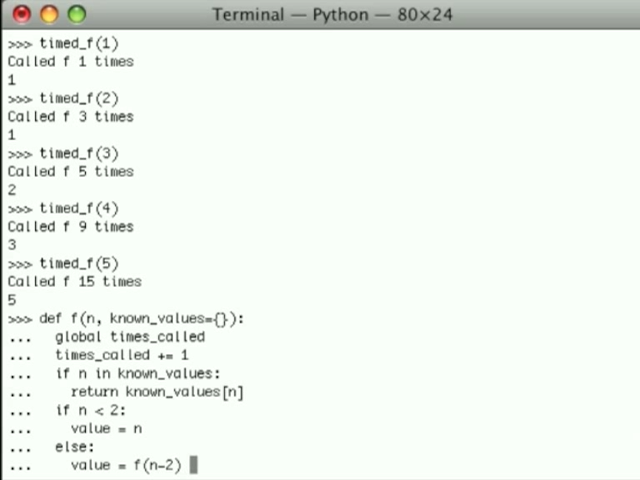 Terminal — Python — 80×24
>>> timed_f(1)
Called f 1 times
1
>>> timed_f(2)
Called f 3 times
1
>>> timed_f(3)
Called f 5 times
2
>>> timed_f(4)
Called f 9 times
3
>>> timed_f(5)
Called f 15 times
5
>>> def f(n, known_values={}):
...   global times_called
...   times_called += 1
...   if n in known_values:
...     return known_values[n]
...   if n < 2:
...     value = n
...   else:
...     value = f(n-2)